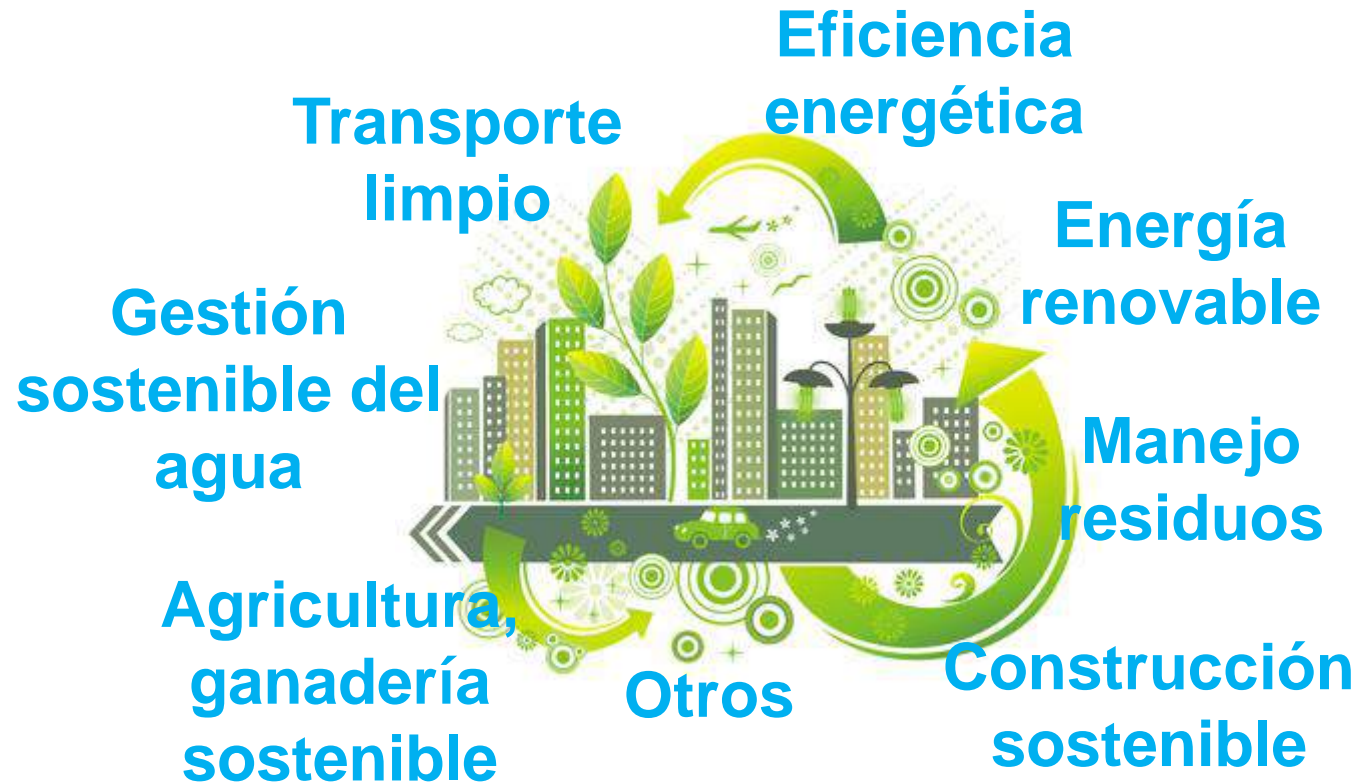 Eficiencia
energética
Transporte
limpio
Energía
renovable
Gestión
sostenible del
agua
Manejo
residuos
Agricultura,
ganadería
sostenible
Otros
Construcción
sostenible